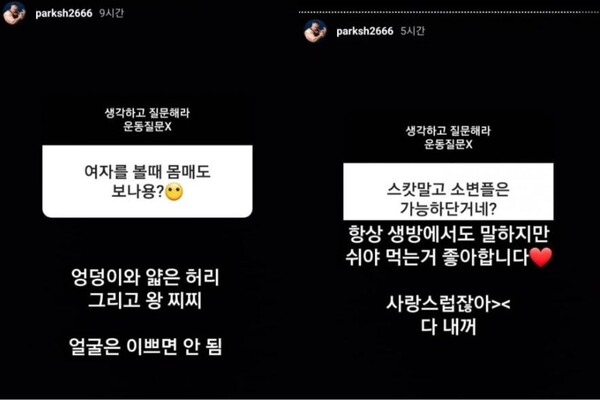 parksh2666 9시간
생각하고 질문해라
운동질문X
여자를 볼때 몸매도
보나용?😶
엉덩이와 얇은 허리
그리고 왕 찌찌
얼굴은 이쁘면 안 됨
parksh2666 5시간
생각하고 질문해라
운동질문X
스캇말고 소변플은
가능하단거네?
항상 생방에서도 말하지만
쉬야 먹는거 좋아합니다❤️
사랑스럽잖아><
다 내꺼